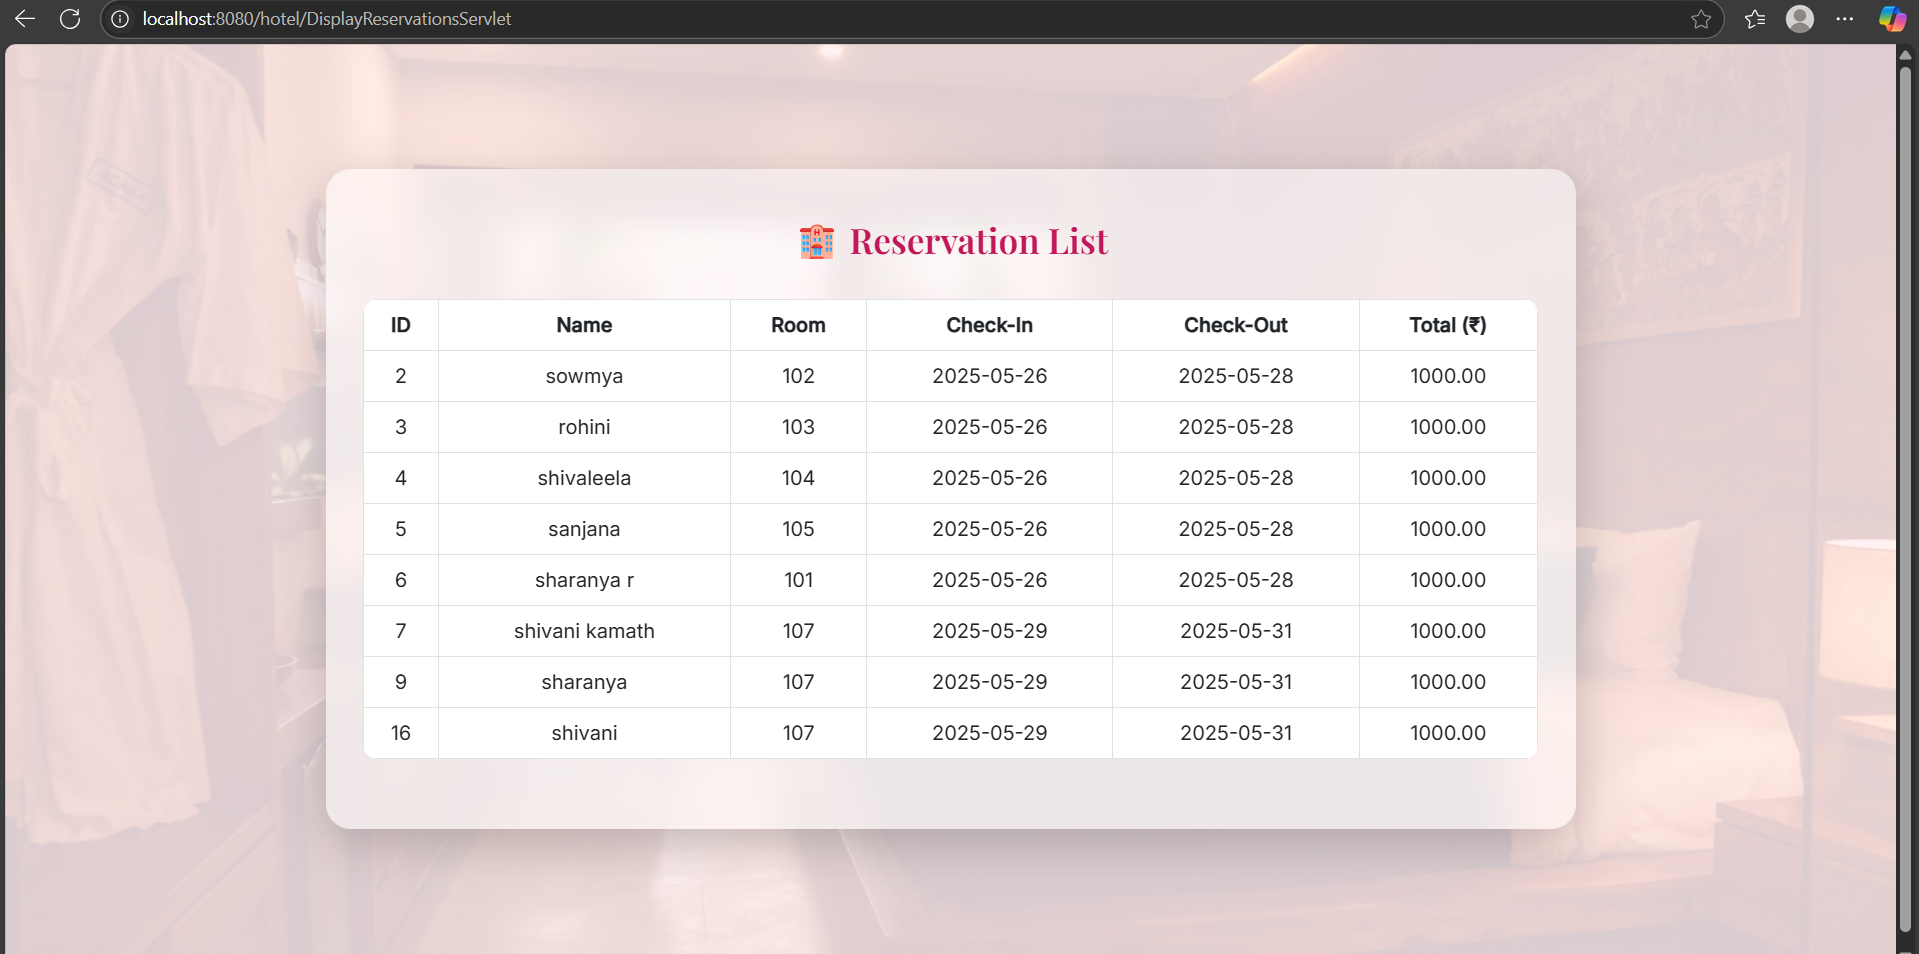 localhost:8080/hotel/DisplayReservationsServlet
Reservation List
ID Name Room Check-In Check-Out Total (₹)
2 sowmya 102 2025-05-26 2025-05-28 1000.00
3 rohini 103 2025-05-26 2025-05-28 1000.00
4 shivaleela 104 2025-05-26 2025-05-28 1000.00
5 sanjana 105 2025-05-26 2025-05-28 1000.00
6 sharanya r 101 2025-05-26 2025-05-28 1000.00
7 shivani kamath 107 2025-05-29 2025-05-31 1000.00
9 sharanya 107 2025-05-29 2025-05-31 1000.00
16 shivani 107 2025-05-29 2025-05-31 1000.00